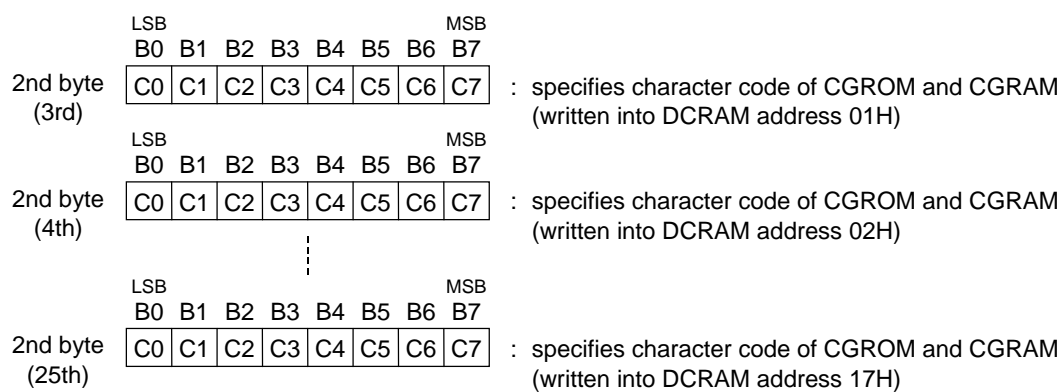 LSB MSB
B0 B1 B2 B3 B4 B5 B6 B7
2nd byte C0 C1 C2 C3 C4 C5 C6 C7 : specifies character code of CGROM and CGRAM
(3rd) (written into DCRAM address 01H)
LSB MSB
B0 B1 B2 B3 B4 B5 B6 B7
2nd byte C0 C1 C2 C3 C4 C5 C6 C7 : specifies character code of CGROM and CGRAM
(4th) (written into DCRAM address 02H)
LSB MSB
B0 B1 B2 B3 B4 B5 B6 B7
2nd byte C0 C1 C2 C3 C4 C5 C6 C7 : specifies character code of CGROM and CGRAM
(25th) (written into DCRAM address 17H)